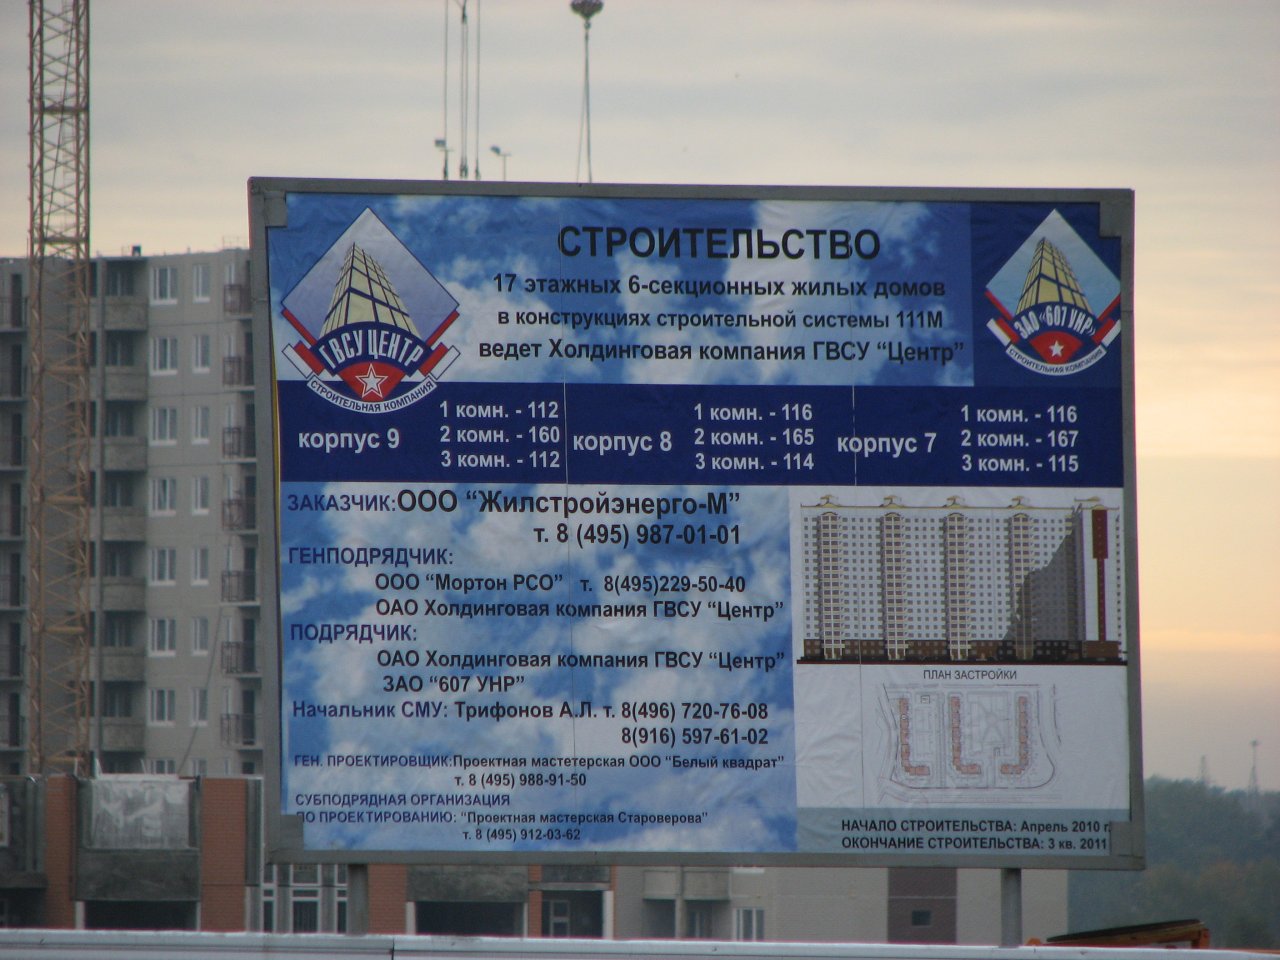 СТРОИТЕЛЬСТВО
17 этажных 6-секционных жилых домов
в конструкциях строительной системы 111М
ведет Холдинговая компания ГВСУ “Центр”
ГВСУ ЦЕНТР
СТРОИТЕЛЬНАЯ КОМПАНИЯ
ЗАО “607 УНР”
СТРОИТЕЛЬНАЯ КОМПАНИЯ
корпус 9
1 комн. - 112
2 комн. - 160
3 комн. - 112
корпус 8
1 комн. - 116
2 комн. - 165
3 комн. - 114
корпус 7
1 комн. - 116
2 комн. - 167
3 комн. - 115
ЗАКАЗЧИК: ООО “Жилстройэнерго-М”
т. 8 (495) 987-01-01
ГЕНПОДРЯДЧИК:
ООО “Мортон РСО” т. 8(495)229-50-40
ОАО Холдинговая компания ГВСУ “Центр”
ПОДРЯДЧИК:
ОАО Холдинговая компания ГВСУ “Центр”
ЗАО “607 УНР”
Начальник СМУ: Трифонов А.Л. т. 8(496) 720-76-08
8(916) 597-61-02
ГЕН. ПРОЕКТИРОВЩИК: Проектная мастетерская ООО “Белый квадрат”
т. 8 (495) 988-91-50
СУБПОДРЯДНАЯ ОРГАНИЗАЦИЯ
ПО ПРОЕКТИРОВАНИЮ: “Проектная мастерская Староверова”
т. 8 (495) 912-03-62
ПЛАН ЗАСТРОЙКИ
НАЧАЛО СТРОИТЕЛЬСТВА: Апрель 2010 г.
ОКОНЧАНИЕ СТРОИТЕЛЬСТВА: 3 кв. 2011